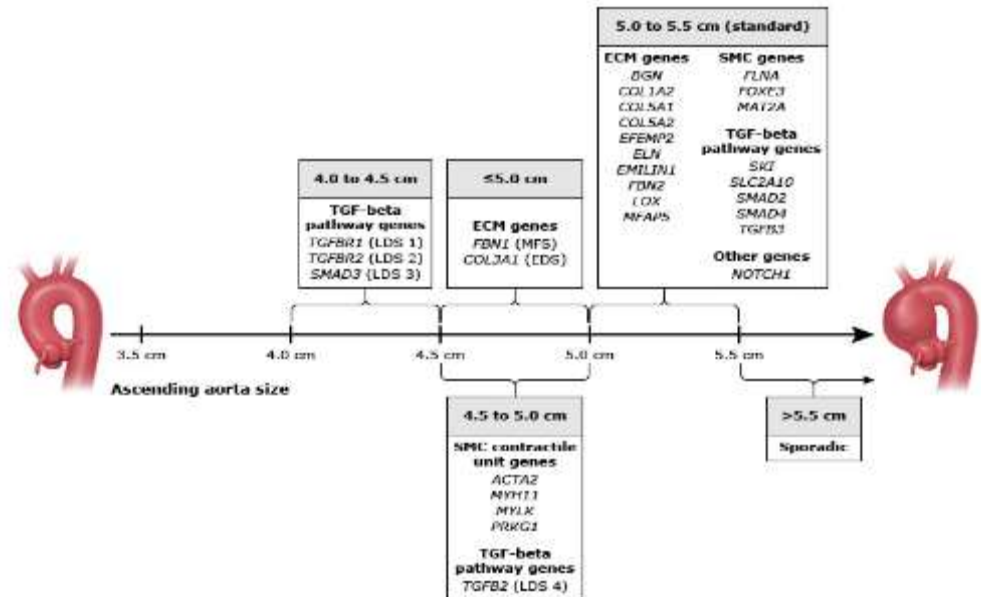 5.0 to 5.5 cm (standard)
ECM genes
BGN
COL1A2
COL5A1
COL5A2
EFEMP2
ELN
EMILIN1
FBN2
LOX
MFAP5
SMC genes
FLNA
FOXE3
MAT2A
TGF-beta
pathway genes
SKI
SLC2A10
SMAD2
SMAD4
TGFB3
Other genes
NOTCH1
4.0 to 4.5 cm
TGF-beta
pathway genes
TGFBR1 (LDS 1)
TGFBR2 (LDS 2)
SMAD3 (LDS 3)
≤5.0 cm
ECM genes
FBN1 (MFS)
COL3A1 (EDS)
3.5 cm
4.0 cm
4.5 cm
5.0 cm
5.5 cm
Ascending aorta size
4.5 to 5.0 cm
SMC contractile
unit genes
ACTA2
MYH11
MYLK
PRKG1
TGF-beta
pathway genes
TGFB2 (LDS 4)
>5.5 cm
Sporadic